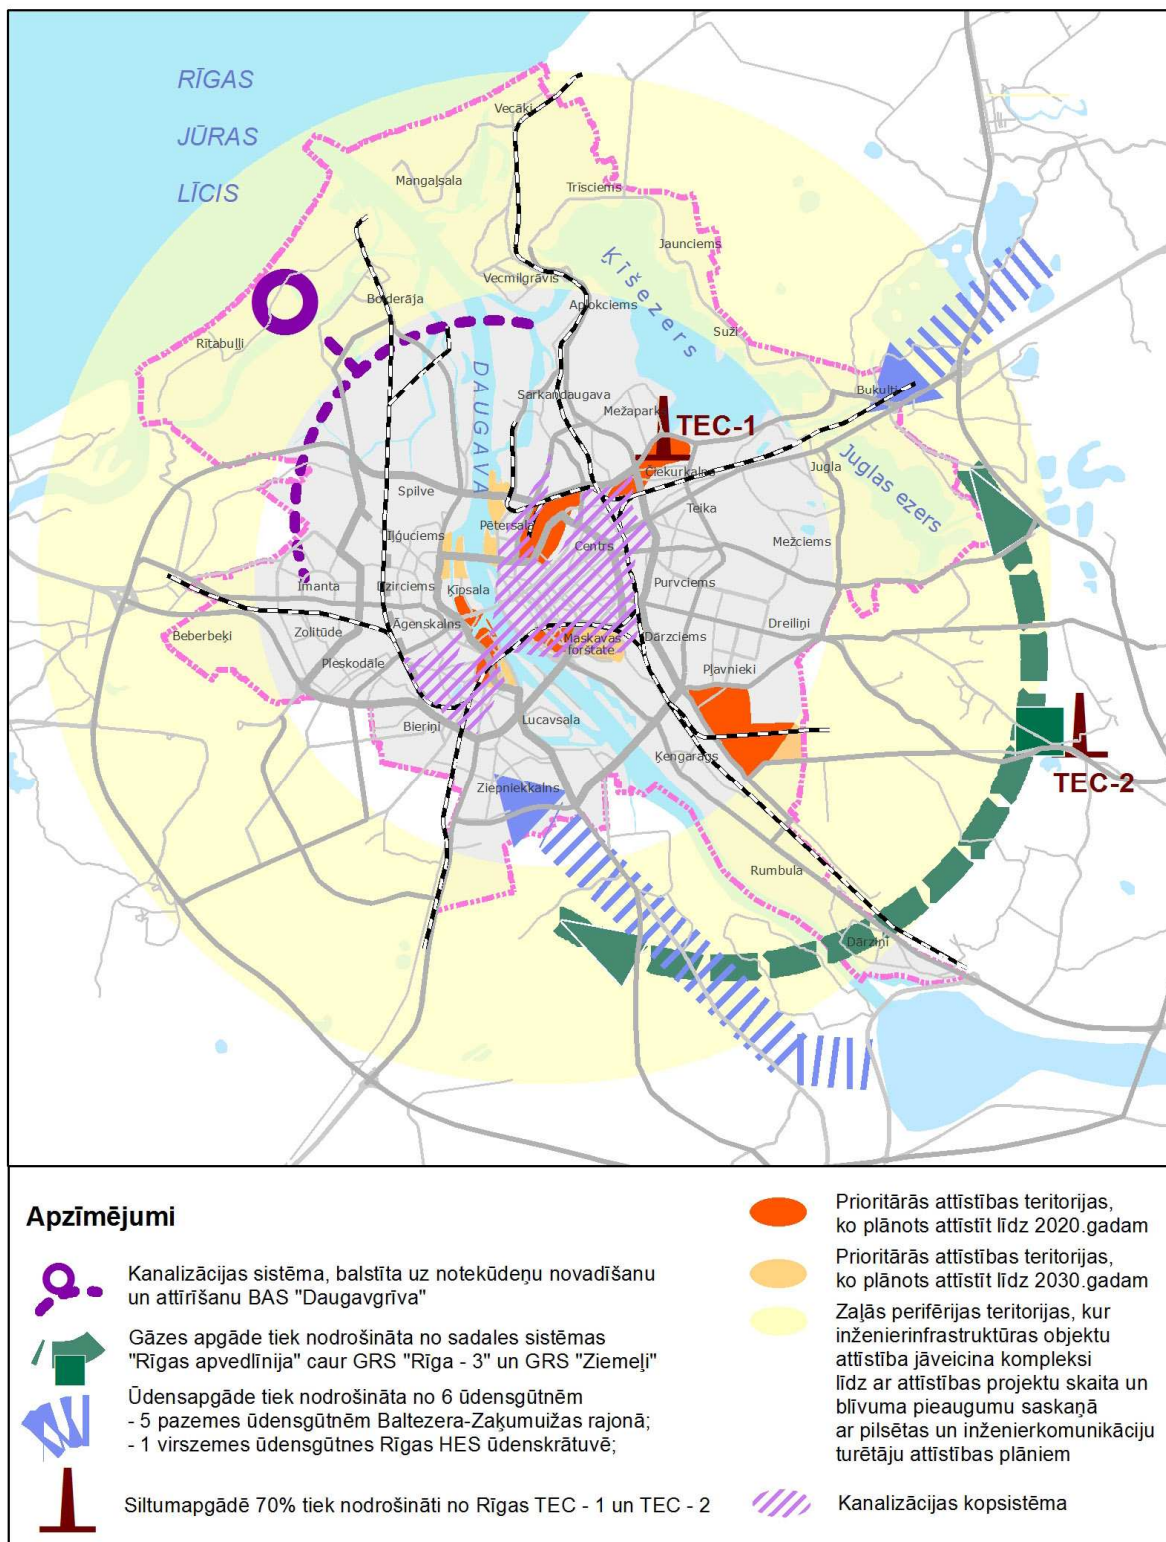 RĪGAS
JŪRAS
LĪCIS
Vecāki
Mangaļsala
Trīsciems
Jaunciems
Ķīšezers
Vecmīlgrāvis
Bolderāja
Aplokciems
Suži
Rītabuļļi
DAUGAVA
Bukulti
Sarkandaugava
Mežaparks
TEC-1
Juglas ezers
Čiekurkalns
Jugla
Spilve
Teika
Pētersala
Iļģuciems
Centrs
Mežciems
Imanta
Dzirciems
Ķīpsala
Purvciems
Zolitūde
Āgenskalns
Maskavas
forštate
Dārzciems
Dreiliņi
Beberbeķi
Pleskodāle
Pļavnieki
Bieriņi
Lucavsala
Ķengarags
TEC-2
Ziepniekkalns
Rumbula
Dārziņi
Apzīmējumi
Kanalizācijas sistēma, balstīta uz notekūdeņu novadīšanu
un attīrīšanu BAS "Daugavgrīva"
Gāzes apgāde tiek nodrošināta no sadales sistēmas
"Rīgas apvedlīnija" caur GRS "Rīga - 3" un GRS "Ziemeļi"
Ūdensapgāde tiek nodrošināta no 6 ūdensgūtnēm
- 5 pazemes ūdensgūtnēm Baltezera-Zaķumuižas rajonā;
- 1 virszemes ūdensgūtnes Rīgas HES ūdenskrātuvē;
Siltumapgādē 70% tiek nodrošināti no Rīgas TEC - 1 un TEC - 2
Prioritārās attīstības teritorijas,
ko plānots attīstīt līdz 2020.gadam
Prioritārās attīstības teritorijas,
ko plānots attīstīt līdz 2030.gadam
Zaļās perifērijas teritorijas, kur
inženierinfrastruktūras objektu
attīstība jāveicina kompleksi
līdz ar attīstības projektu skaita un
blīvuma pieaugumu saskaņā
ar pilsētas un inženierkomunikāciju
turētāju attīstības plāniem
Kanalizācijas kopsistēma